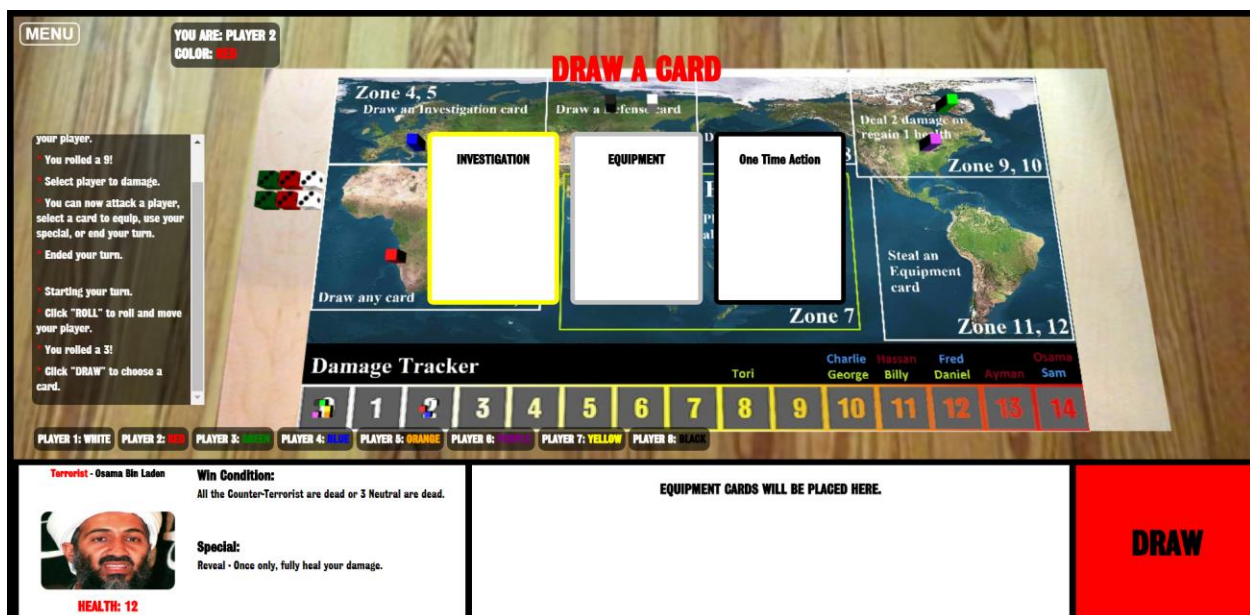 MENU
YOU ARE: PLAYER 2
COLOR: RED
DRAW A CARD
Zone 4, 5
Draw an Investigation card
Draw a Defense card
Deal 2 damage or
regain 1 health
Zone 9, 10
INVESTIGATION
EQUIPMENT
One Time Action
your player.
* You rolled a 9!
* Select player to damage.
* You can now attack a player,
select a card to equip, use your
special, or end your turn.
* Ended your turn.
* Starting your turn.
* Click "ROLL" to roll and move
your player.
* You rolled a 3!
* Click "DRAW" to choose a
card.
Draw any card
Zone 7
Steal an
Equipment
card
Zone 11, 12
Damage Tracker
Charlie Hassan Fred Osama
Tori George Billy Daniel Ayman Sam
1 2 3 4 5 6 7 8 9 10 11 12 13 14
PLAYER 1: WHITE PLAYER 2: RED PLAYER 3: GREEN PLAYER 4: BLUE PLAYER 5: ORANGE PLAYER 6: PURPLE PLAYER 7: YELLOW PLAYER 8: BLACK
Terrorist - Osama Bin Laden
HEALTH: 12
Win Condition:
All the Counter-Terrorist are dead or 3 Neutral are dead.
Special:
Reveal - Once only, fully heal your damage.
EQUIPMENT CARDS WILL BE PLACED HERE.
DRAW